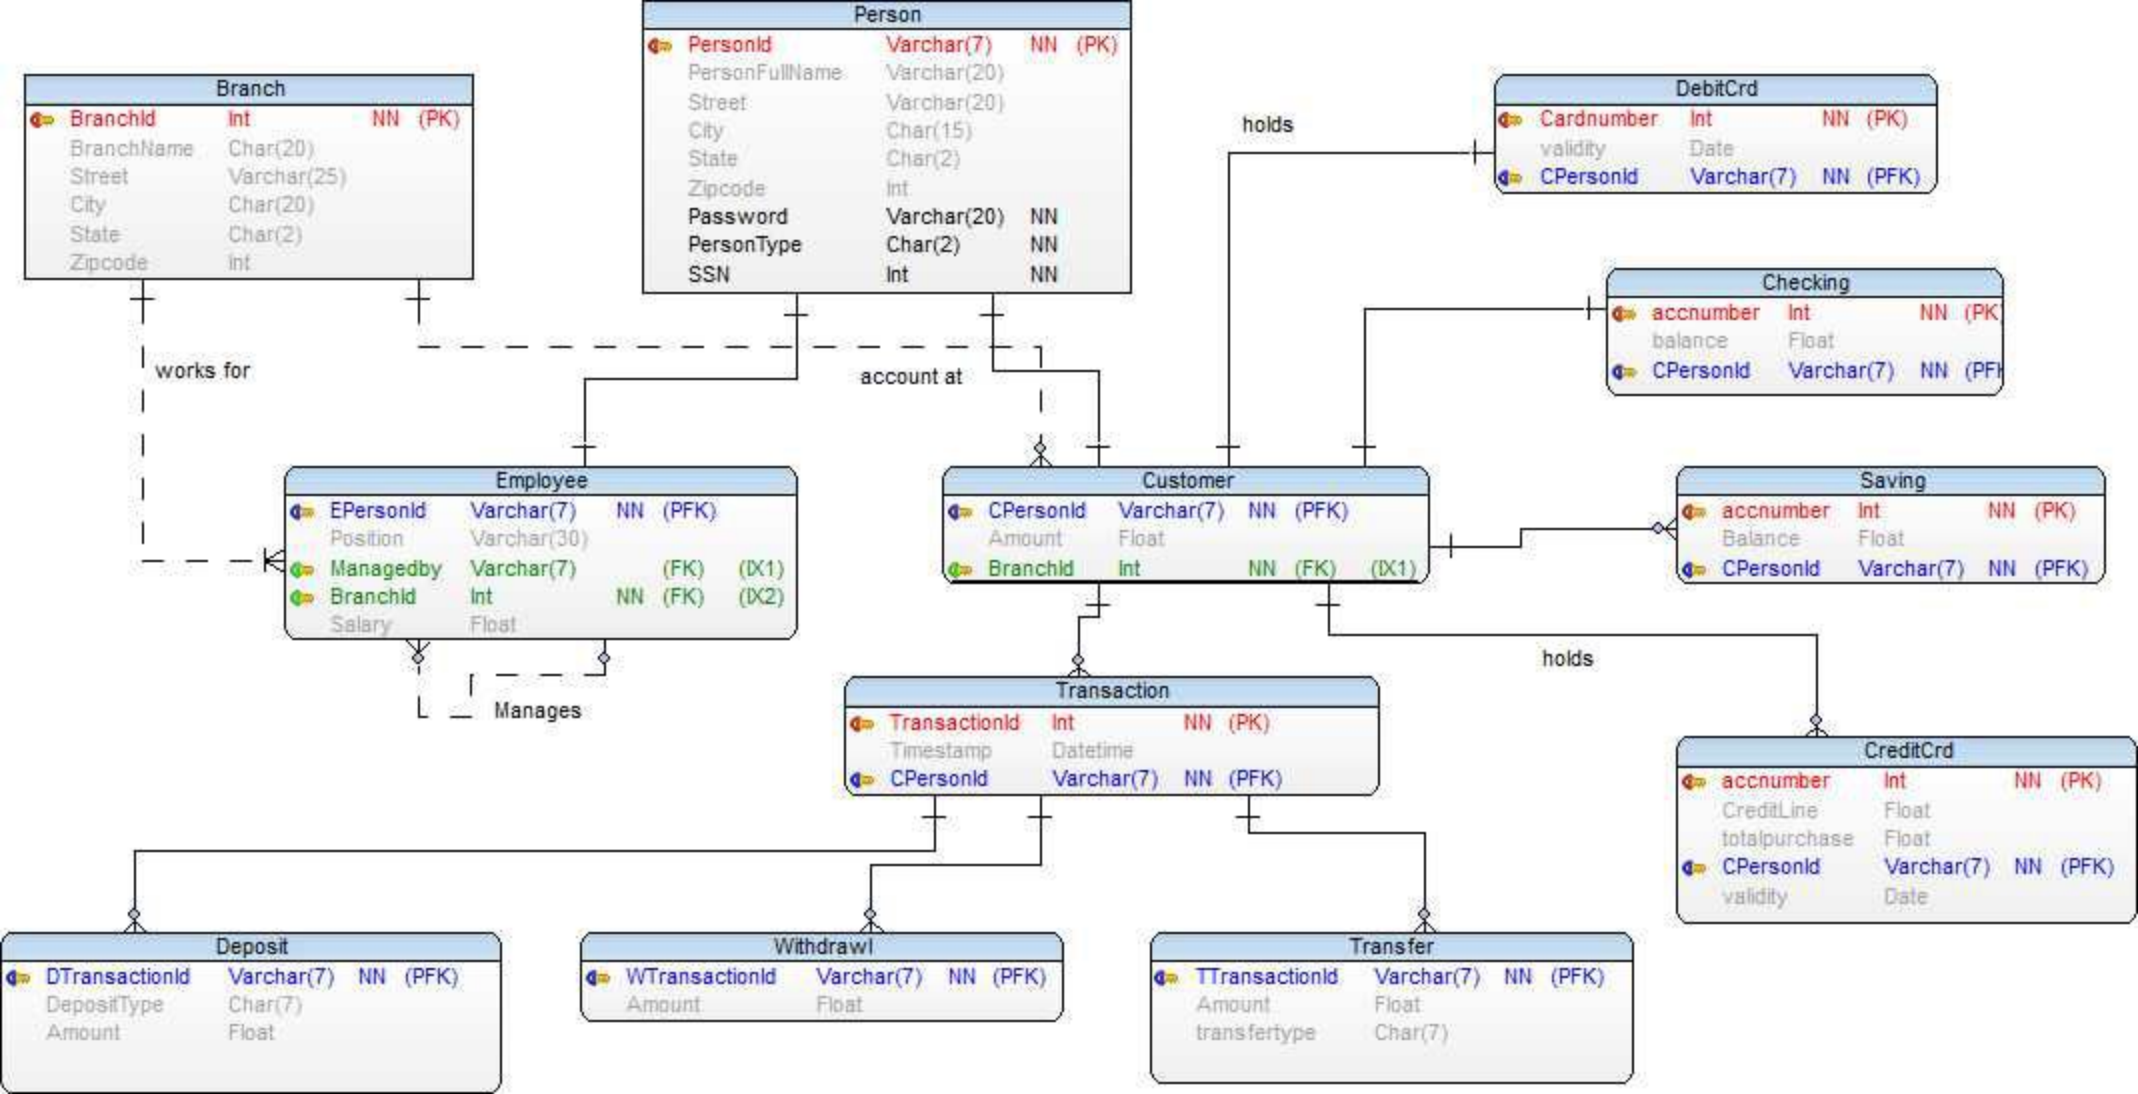 Person
PersonId Varchar(7) NN (PK)
PersonFullName Varchar(20)
Street Varchar(20)
City Char(15)
State Char(2)
Zipcode Int
Password Varchar(20) NN
PersonType Char(2) NN
SSN Int NN
Branch
BranchId Int NN (PK)
BranchName Char(20)
Street Varchar(25)
City Char(20)
State Char(2)
Zipcode Int
holds
DebitCrd
Cardnumber Int NN (PK)
validity Date
CPersonId Varchar(7) NN (PFK)
Checking
accnumber Int NN (PK
balance Float
CPersonId Varchar(7) NN (PFK
works for
account at
Employee
EPersonId Varchar(7) NN (PFK)
Position Varchar(30)
Managedby Varchar(7) (FK) (IX1)
BranchId Int NN (FK) (IX2)
Salary Float
Manages
Customer
CPersonId Varchar(7) NN (PFK)
Amount Float
BranchId Int NN (FK) (IX1)
Saving
accnumber Int NN (PK)
Balance Float
CPersonId Varchar(7) NN (PFK)
holds
Transaction
TransactionId Int NN (PK)
Timestamp Datetime
CPersonId Varchar(7) NN (PFK)
CreditCrd
accnumber Int NN (PK)
CreditLine Float
totalpurchase Float
CPersonId Varchar(7) NN (PFK)
validity Date
Deposit
DTransactionId Varchar(7) NN (PFK)
DepositType Char(7)
Amount Float
Withdrawl
WTransactionId Varchar(7) NN (PFK)
Amount Float
Transfer
TTransactionId Varchar(7) NN (PFK)
Amount Float
transfertype Char(7)